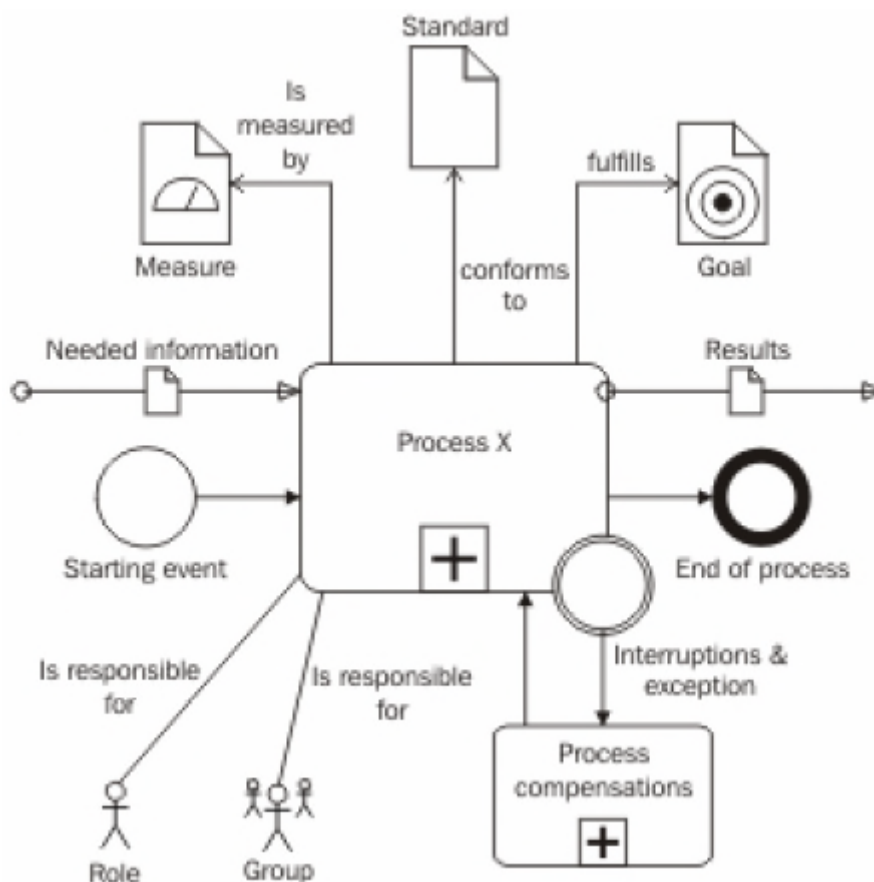 Standard
Is
measured
by
fulfills
Measure
conforms
to
Goal
Needed information
Results
Process X
Starting event
End of process
Is responsible
for
Is responsible
for
Interruptions &
exception
Process
compensations
Role
Group